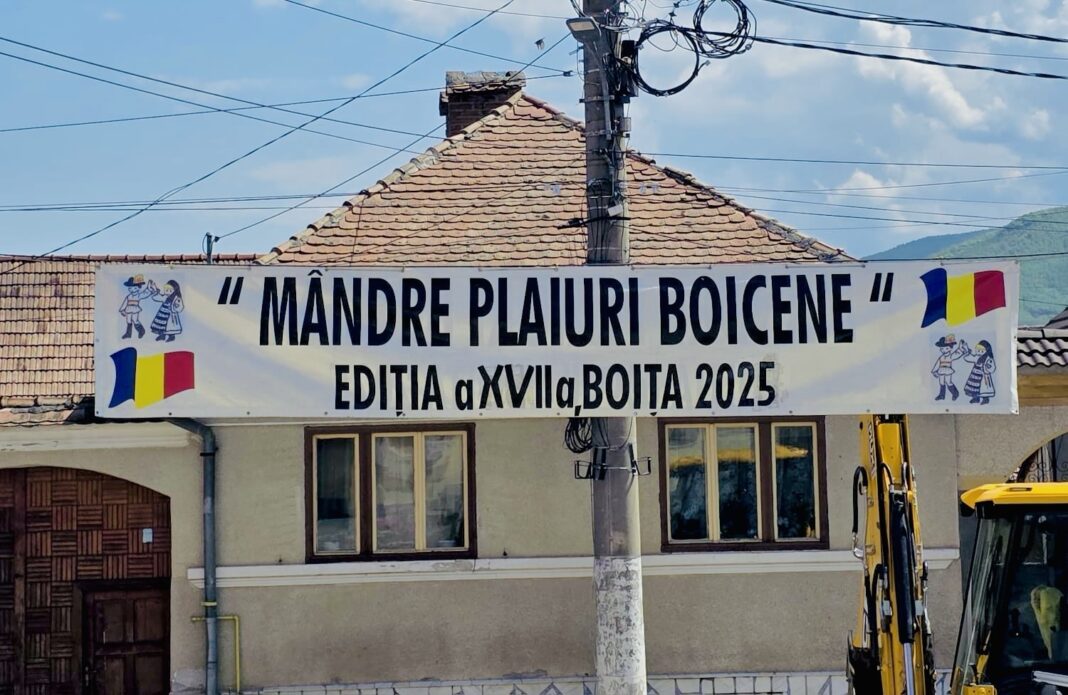 “ MÂNDRE PLAIURI BOICENE “
EDIȚIA aXVIIa, BOIȚA 2025